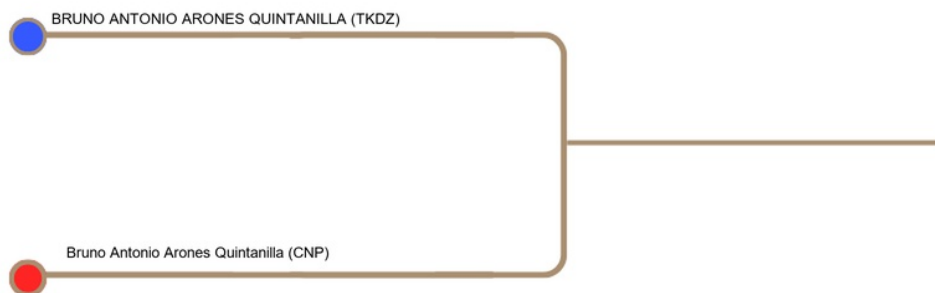 BRUNO ANTONIO ARONES QUINTANILLA (TKDZ)
Bruno Antonio Arones Quintanilla (CNP)